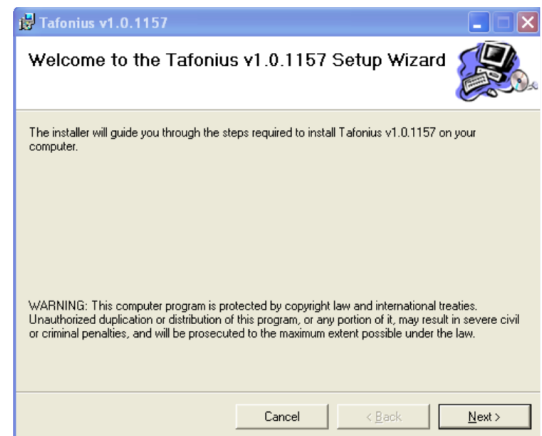 Tafonius v1.0.1157
Welcome to the Tafonius v1.0.1157 Setup Wizard
The installer will guide you through the steps required to install Tafonius v1.0.1157 on your
computer.
WARNING: This computer program is protected by copyright law and international treaties.
Unauthorized duplication or distribution of this program, or any portion of it, may result in severe civil
or criminal penalties, and will be prosecuted to the maximum extent possible under the law.
Cancel < Back Next >